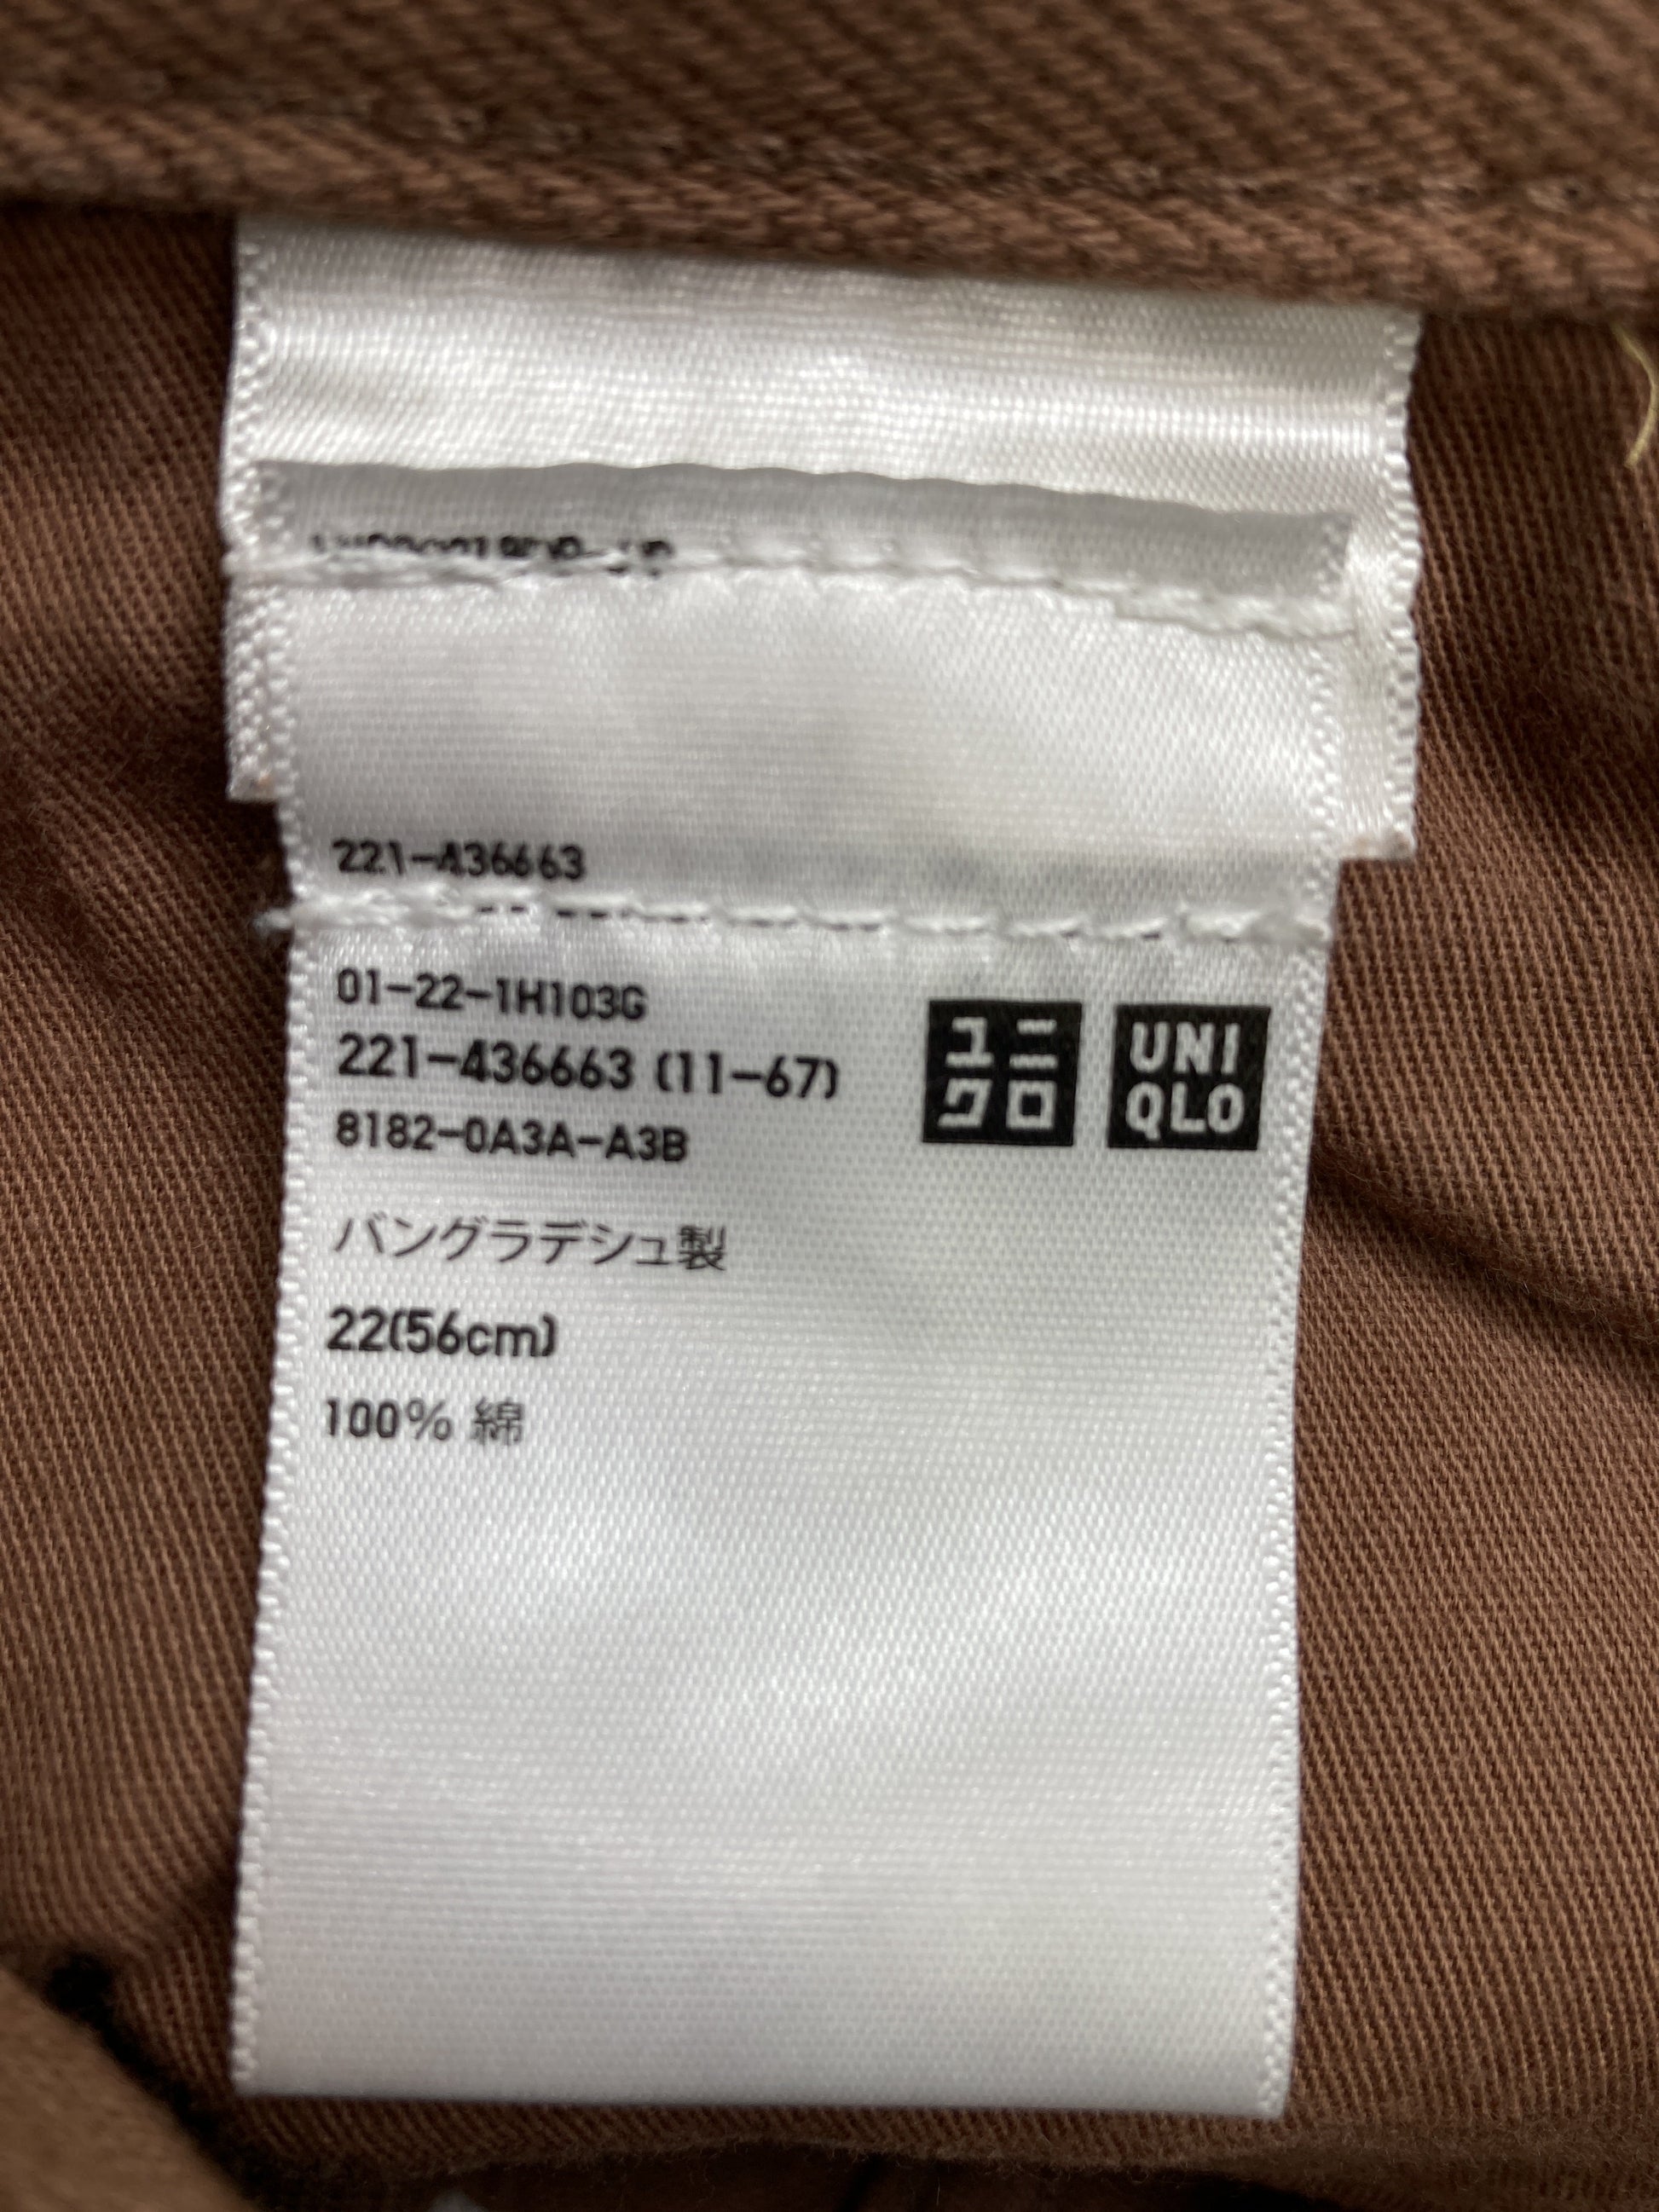 221-436663
01-22-1H103G
221-436663 (11-67)
8182-0A3A-A3B
ユニ
クロ
UNI
QLO
バングラデシュ製
22(56cm)
100% 綿